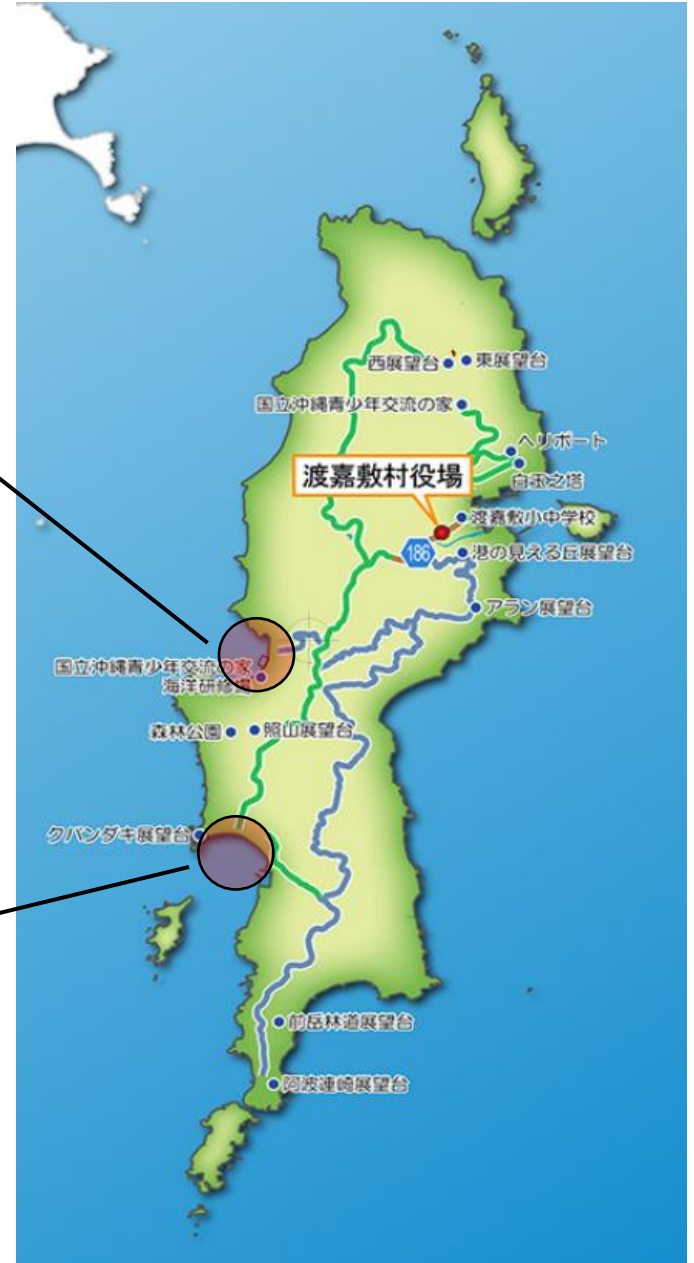 西展望台
東展望台
国立沖縄青少年交流の家
ヘリポート
白玉之塔
渡嘉敷村役場
渡嘉敷小中学校
186
港の見える丘展望台
アラン展望台
国立沖縄青少年交流の家
海洋研修場
森林公園
照山展望台
クバンダキ展望台
前岳林道展望台
阿波連崎展望台